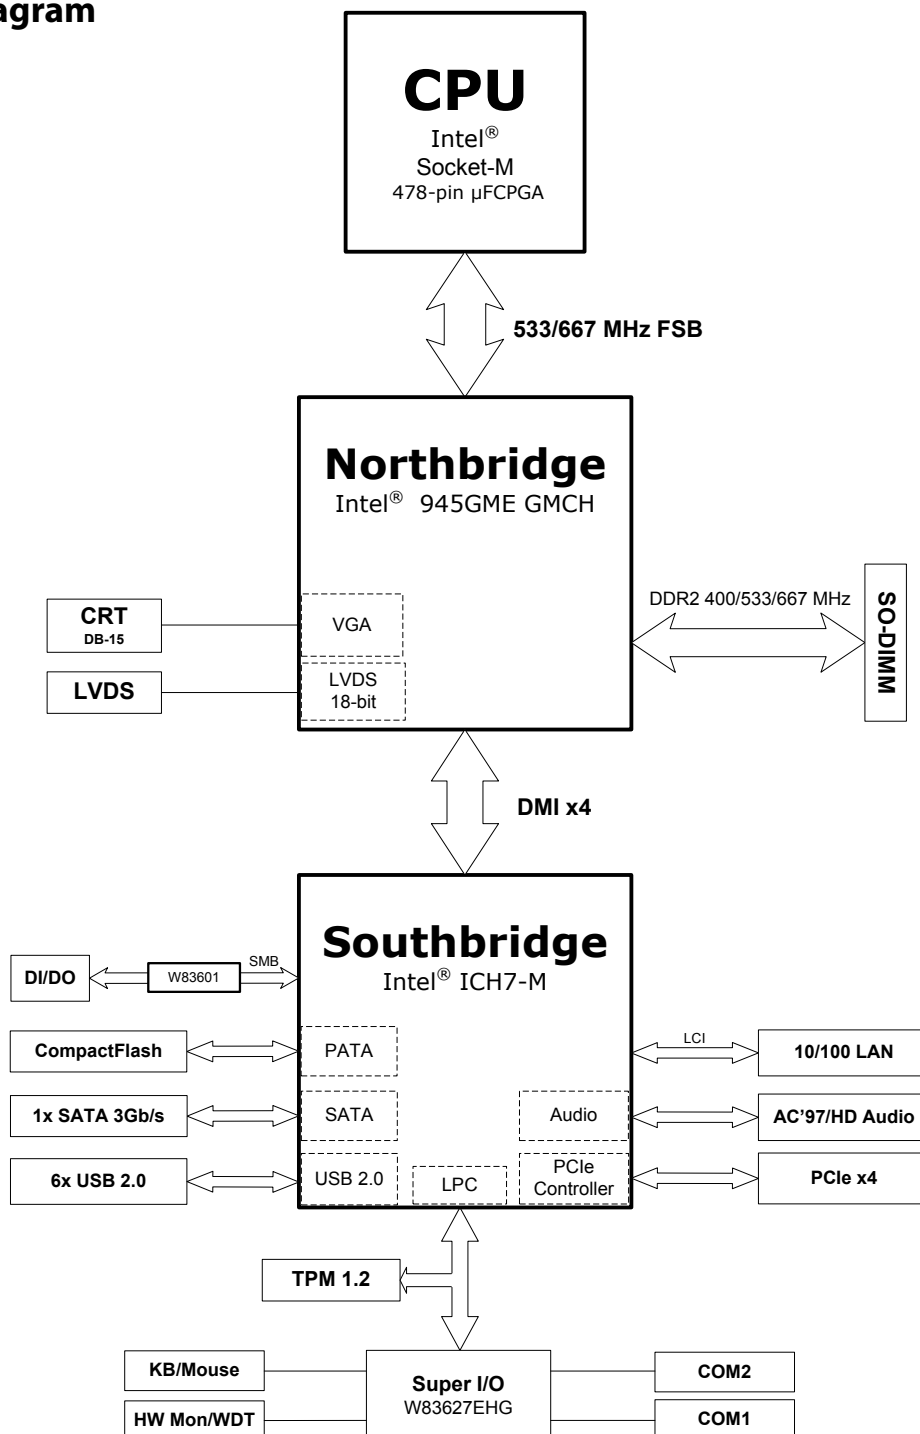 agram
CPU
Intel®
Socket-M
478-pin µFCPGA
533/667 MHz FSB
Northbridge
Intel® 945GME GMCH
CRT
DB-15
VGA
LVDS
LVDS
18-bit
DDR2 400/533/667 MHz
SO-DIMM
DMI x4
Southbridge
Intel® ICH7-M
DI/DO
W83601
SMB
CompactFlash
PATA
LCI
10/100 LAN
1x SATA 3Gb/s
SATA
Audio
AC’97/HD Audio
6x USB 2.0
USB 2.0
LPC
PCIe
Controller
PCIe x4
TPM 1.2
KB/Mouse
HW Mon/WDT
Super I/O
W83627EHG
COM2
COM1